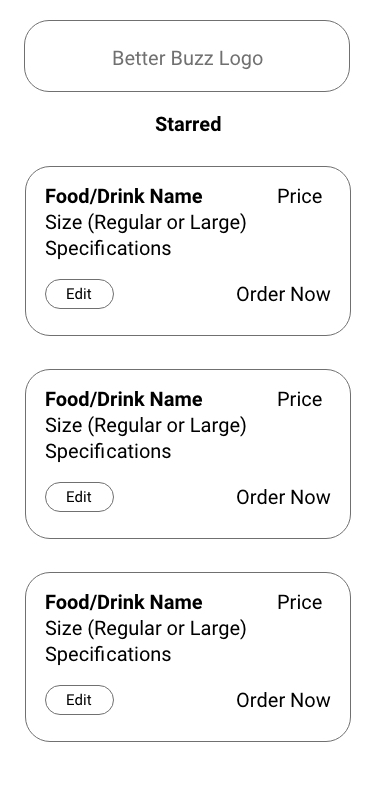 Better Buzz Logo
Starred
Food/Drink Name Price
Size (Regular or Large)
Specifications
Edit Order Now
Food/Drink Name Price
Size (Regular or Large)
Specifications
Edit Order Now
Food/Drink Name Price
Size (Regular or Large)
Specifications
Edit Order Now